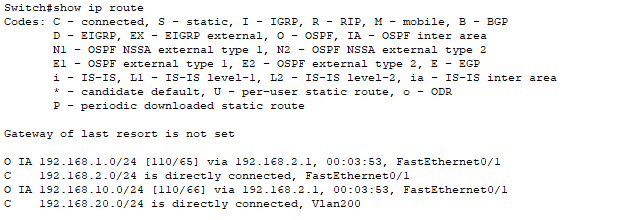 Switch#show ip route
Codes: C - connected, S - static, I - IGRP, R - RIP, M - mobile, B - BGP
       D - EIGRP, EX - EIGRP external, O - OSPF, IA - OSPF inter area
       N1 - OSPF NSSA external type 1, N2 - OSPF NSSA external type 2
       E1 - OSPF external type 1, E2 - OSPF external type 2, E - EGP
       i - IS-IS, L1 - IS-IS level-1, L2 - IS-IS level-2, ia - IS-IS inter area
       * - candidate default, U - per-user static route, o - ODR
       P - periodic downloaded static route

Gateway of last resort is not set

O IA 192.168.1.0/24 [110/65] via 192.168.2.1, 00:03:53, FastEthernet0/1
C    192.168.2.0/24 is directly connected, FastEthernet0/1
O IA 192.168.10.0/24 [110/66] via 192.168.2.1, 00:03:53, FastEthernet0/1
C    192.168.20.0/24 is directly connected, Vlan200